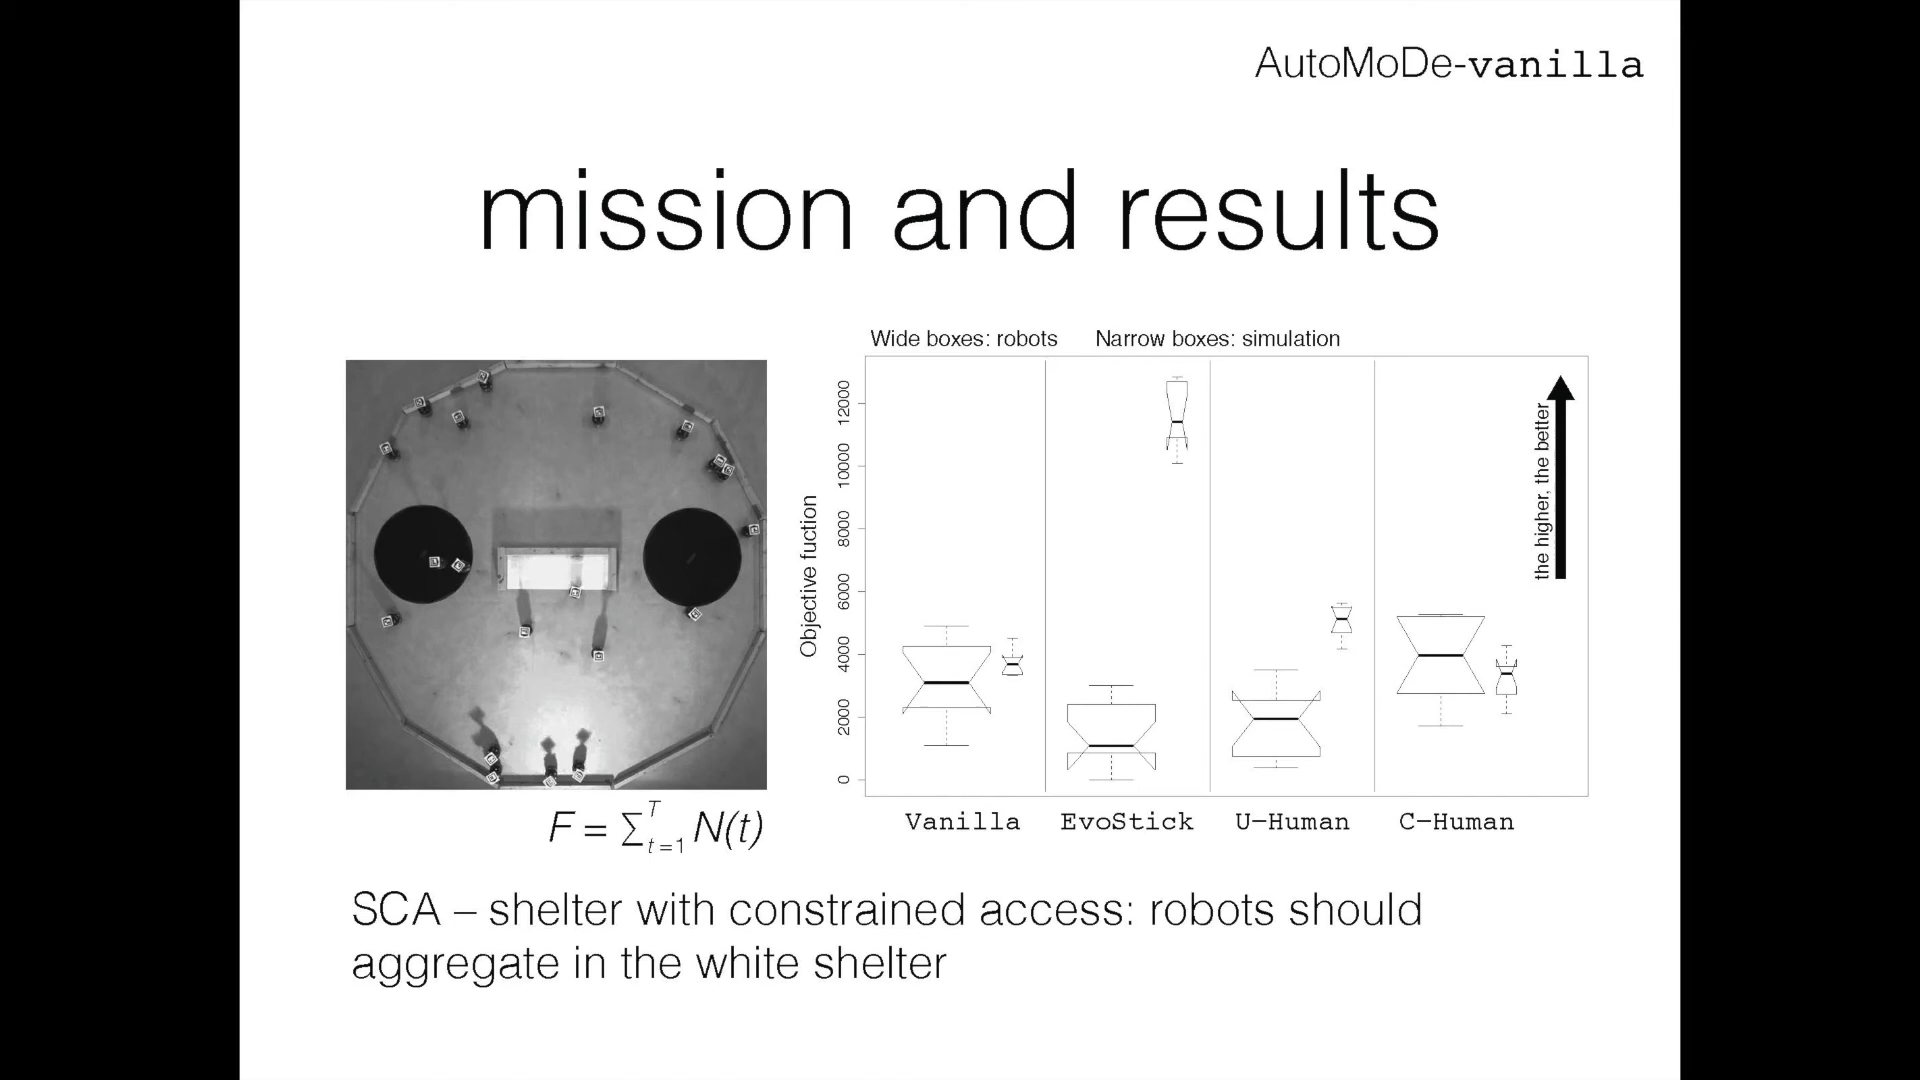 AutoMoDe-vanilla
mission and results
Wide boxes: robots Narrow boxes: simulation
Objective fuction
0 2000 4000 6000 8000 10000 12000
the higher, the better
Vanilla EvoStick U-Human C-Human
F = ∑ᵀₜ₌₁ N(t)
SCA – shelter with constrained access: robots should
aggregate in the white shelter